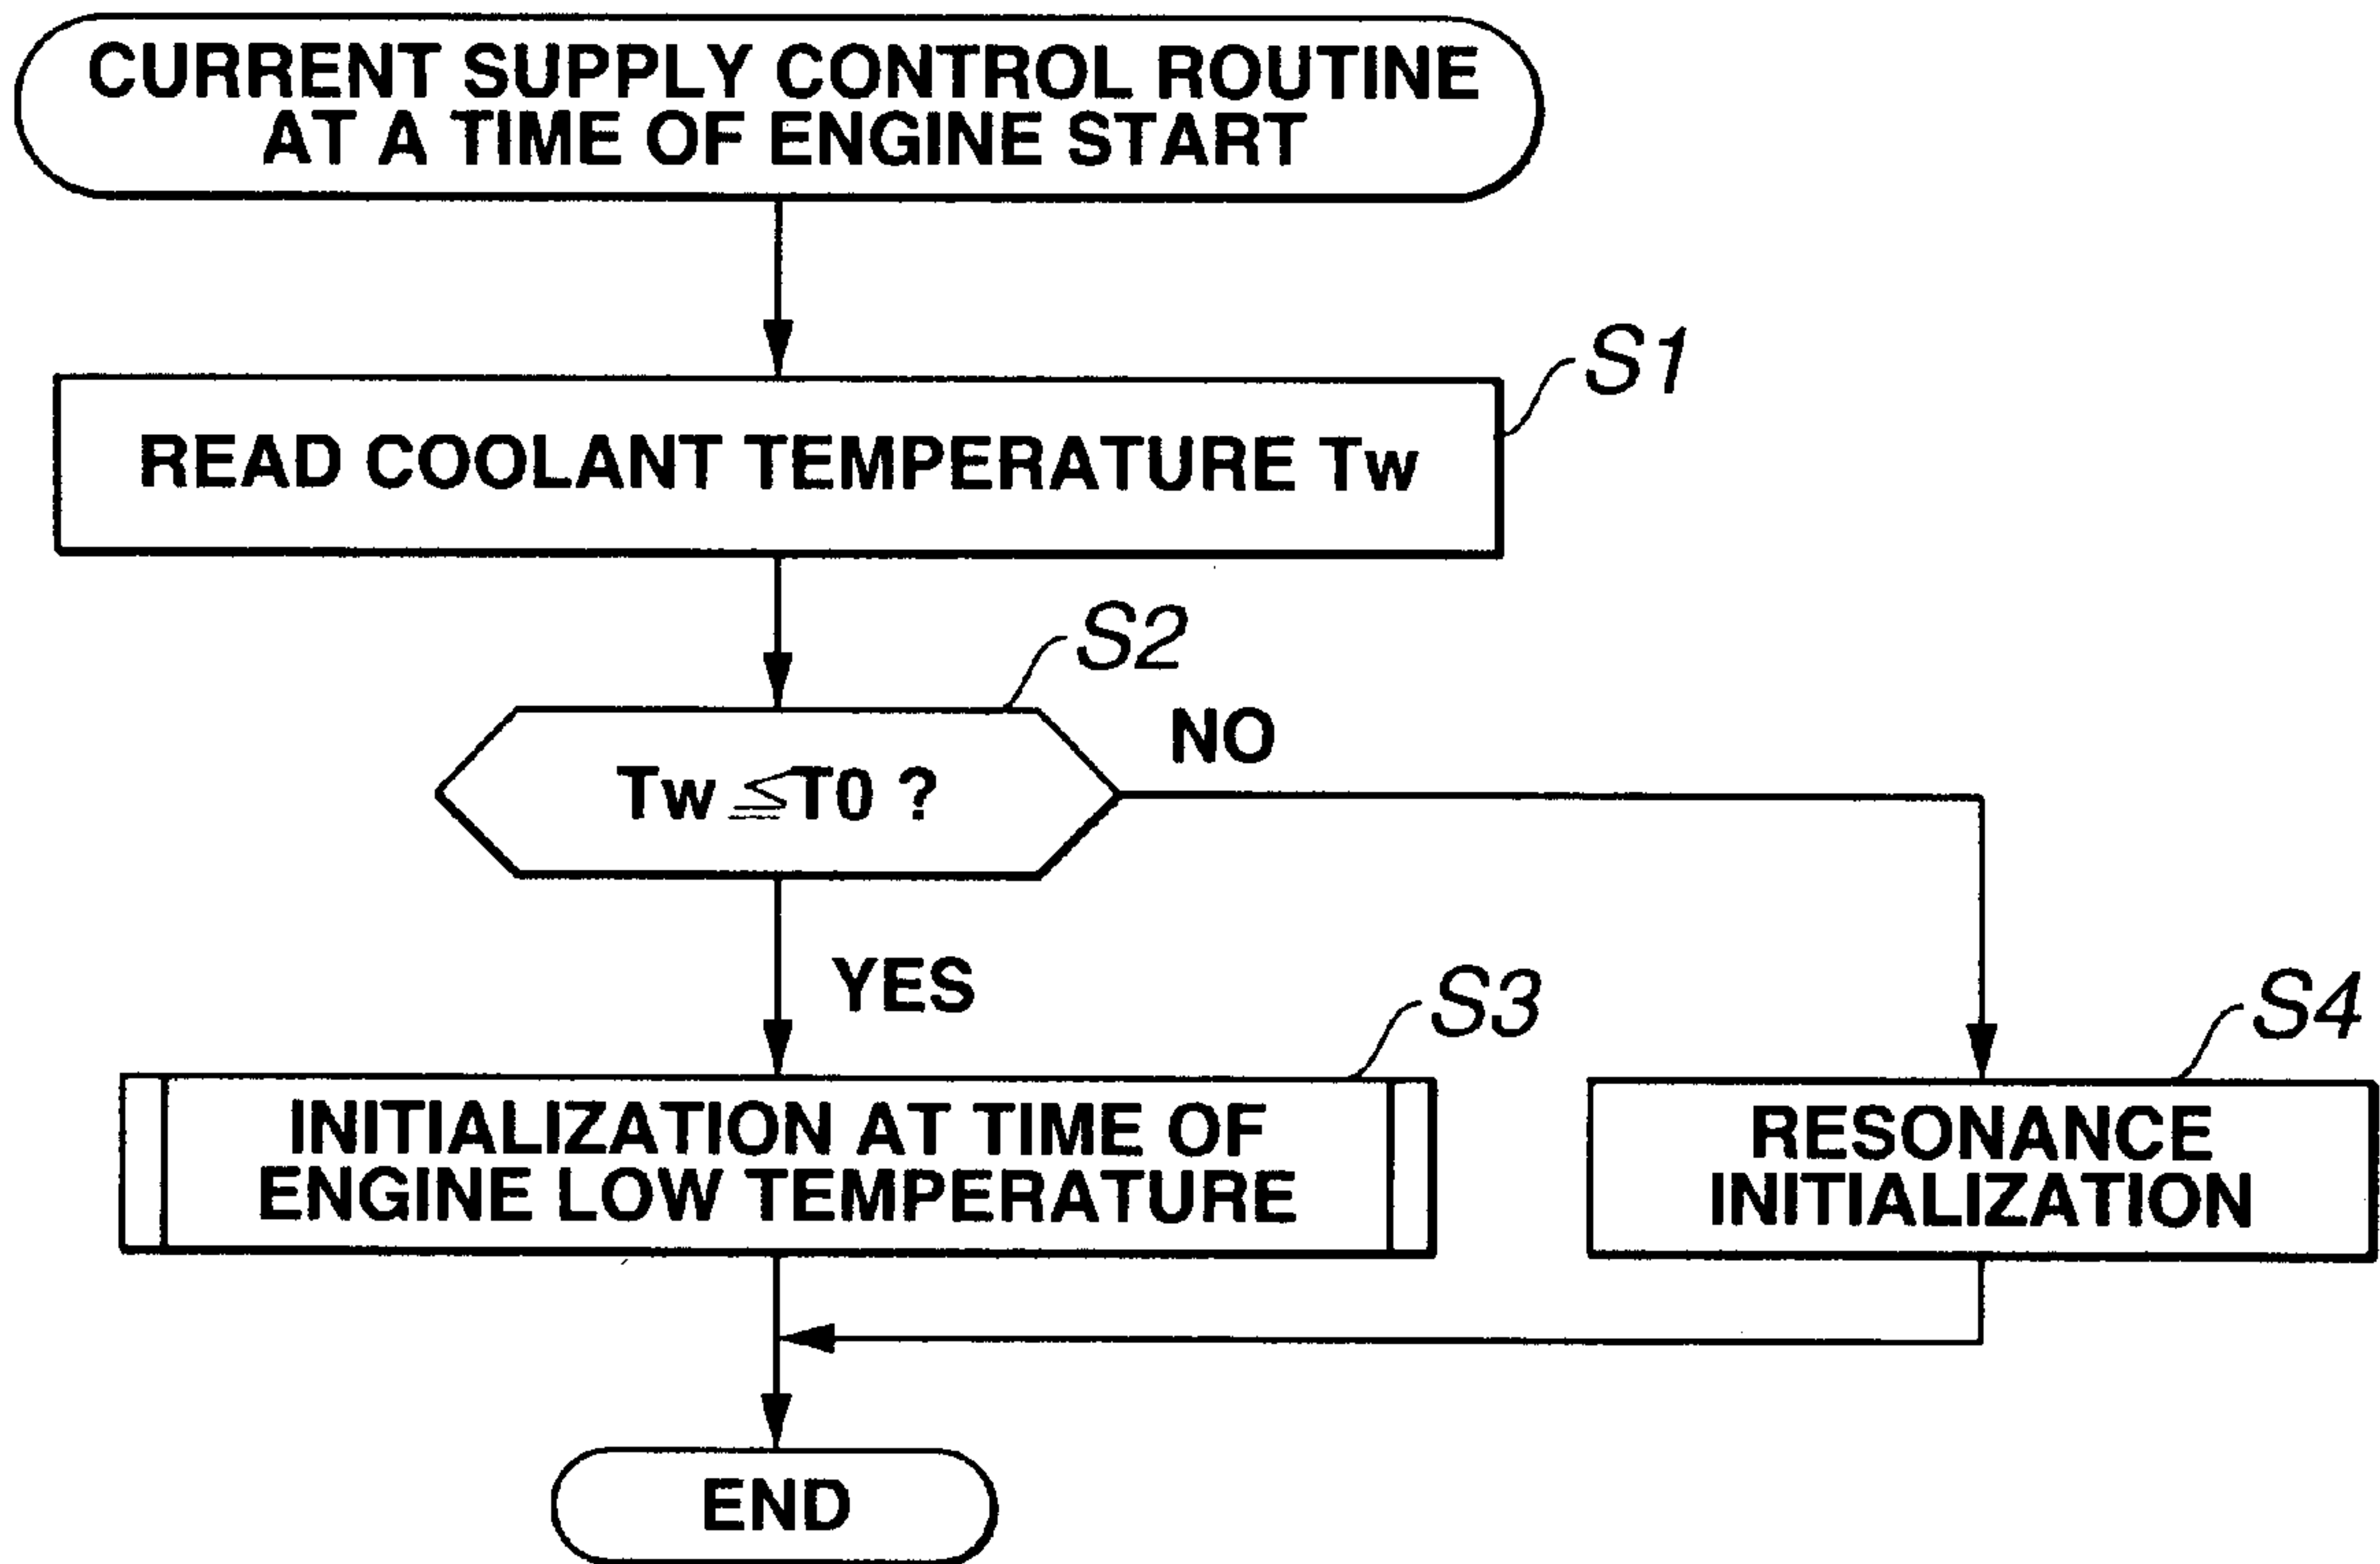 CURRENT SUPPLY CONTROL ROUTINE
AT A TIME OF ENGINE START
S1
READ COOLANT TEMPERATURE Tw
S2
NO
Tw ≦T0 ?
YES
S3
S4
INITIALIZATION AT TIME OF
ENGINE LOW TEMPERATURE
RESONANCE
INITIALIZATION
END